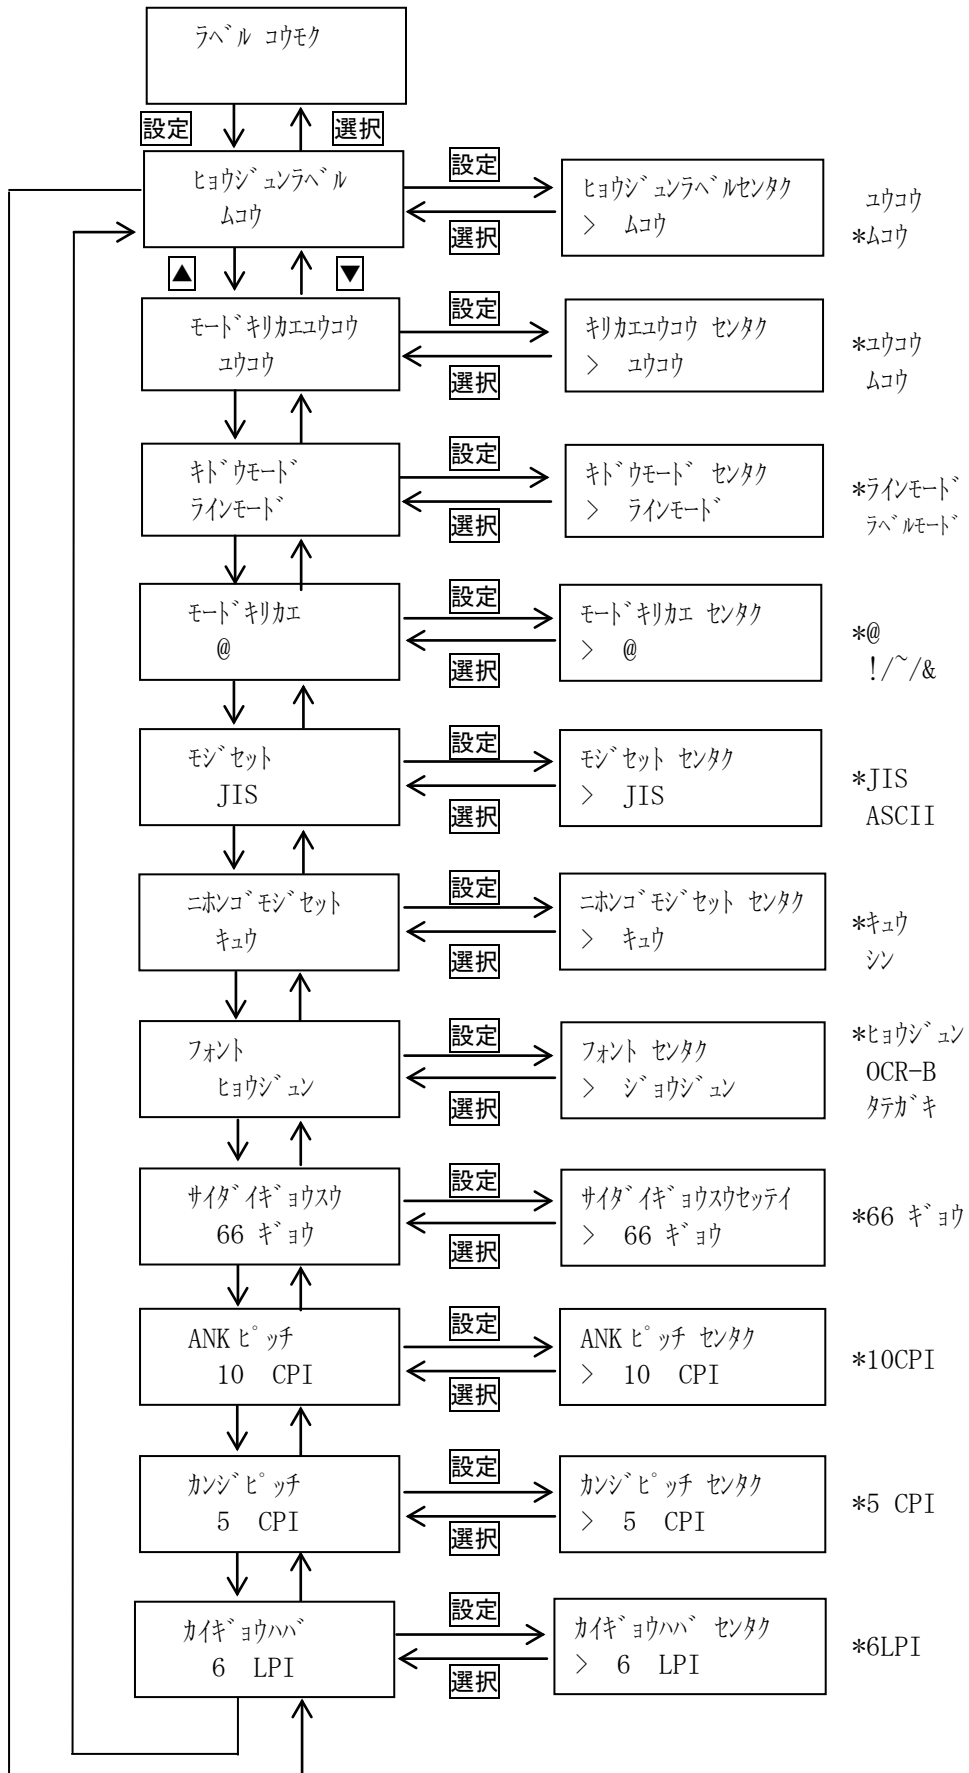 ﾗﾍﾞﾙ ｺｳﾓｸ
設定
選択
ﾋｮｳｼﾞｭﾝﾗﾍﾞﾙ
ﾑｺｳ
設定
選択
ﾋｮｳｼﾞｭﾝﾗﾍﾞﾙｾﾝﾀｸ
> ﾑｺｳ
ﾕｳｺｳ
*ﾑｺｳ
▲
▼
ﾓｰﾄﾞｷﾘｶｴﾕｳｺｳ
ﾕｳｺｳ
設定
選択
ｷﾘｶｴﾕｳｺｳ ｾﾝﾀｸ
> ﾕｳｺｳ
*ﾕｳｺｳ
ﾑｺｳ
ｷﾄﾞｳﾓｰﾄﾞ
ﾗｲﾝﾓｰﾄﾞ
設定
選択
ｷﾄﾞｳﾓｰﾄﾞ ｾﾝﾀｸ
> ﾗｲﾝﾓｰﾄﾞ
*ﾗｲﾝﾓｰﾄﾞ
ﾗﾍﾞﾙﾓｰﾄﾞ
ﾓｰﾄﾞｷﾘｶｴ
@
設定
選択
ﾓｰﾄﾞｷﾘｶｴ ｾﾝﾀｸ
> @
*@
!/~/&
ﾓｼﾞｾｯﾄ
JIS
設定
選択
ﾓｼﾞｾｯﾄ ｾﾝﾀｸ
> JIS
*JIS
ASCII
ﾆﾎﾝｺﾞﾓｼﾞｾｯﾄ
ｷｭｳ
設定
選択
ﾆﾎﾝｺﾞﾓｼﾞｾｯﾄ ｾﾝﾀｸ
> ｷｭｳ
*ｷｭｳ
ｼﾝ
ﾌｫﾝﾄ
ﾋｮｳｼﾞｭﾝ
設定
選択
ﾌｫﾝﾄ ｾﾝﾀｸ
> ｼﾞｮｳｼﾞｭﾝ
*ﾋｮｳｼﾞｭﾝ
OCR-B
ﾀﾃｶﾞｷ
ｻｲﾀﾞｲｷﾞｮｳｽｳ
66 ｷﾞｮｳ
設定
選択
ｻｲﾀﾞｲｷﾞｮｳｽｳｾｯﾃｲ
> 66 ｷﾞｮｳ
*66 ｷﾞｮｳ
ANK ﾋﾟｯﾁ
10 CPI
設定
選択
ANK ﾋﾟｯﾁ ｾﾝﾀｸ
> 10 CPI
*10CPI
ｶﾝｼﾞﾋﾟｯﾁ
5 CPI
設定
選択
ｶﾝｼﾞﾋﾟｯﾁ ｾﾝﾀｸ
> 5 CPI
*5 CPI
ｶｲｷﾞｮｳﾊﾊﾞ
6 LPI
設定
選択
ｶｲｷﾞｮｳﾊﾊﾞ ｾﾝﾀｸ
> 6 LPI
*6LPI